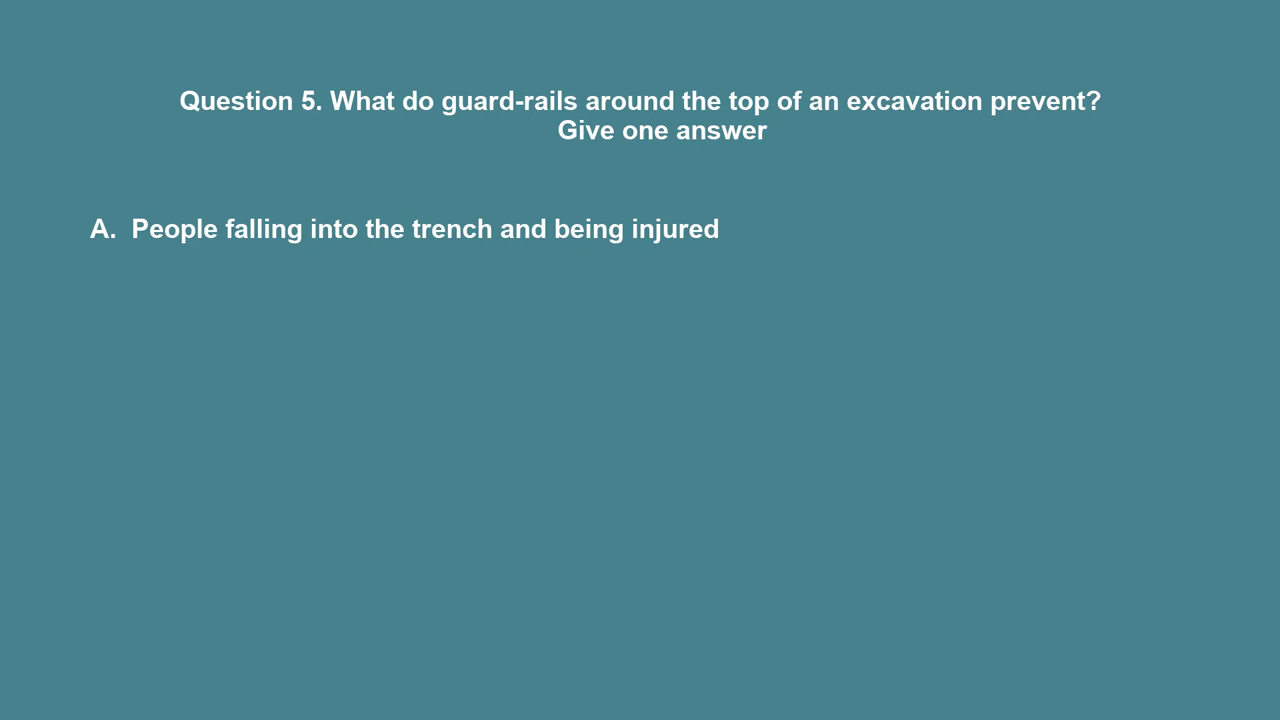 Question 5. What do guard-rails around the top of an excavation prevent?
Give one answer
A. People falling into the trench and being injured